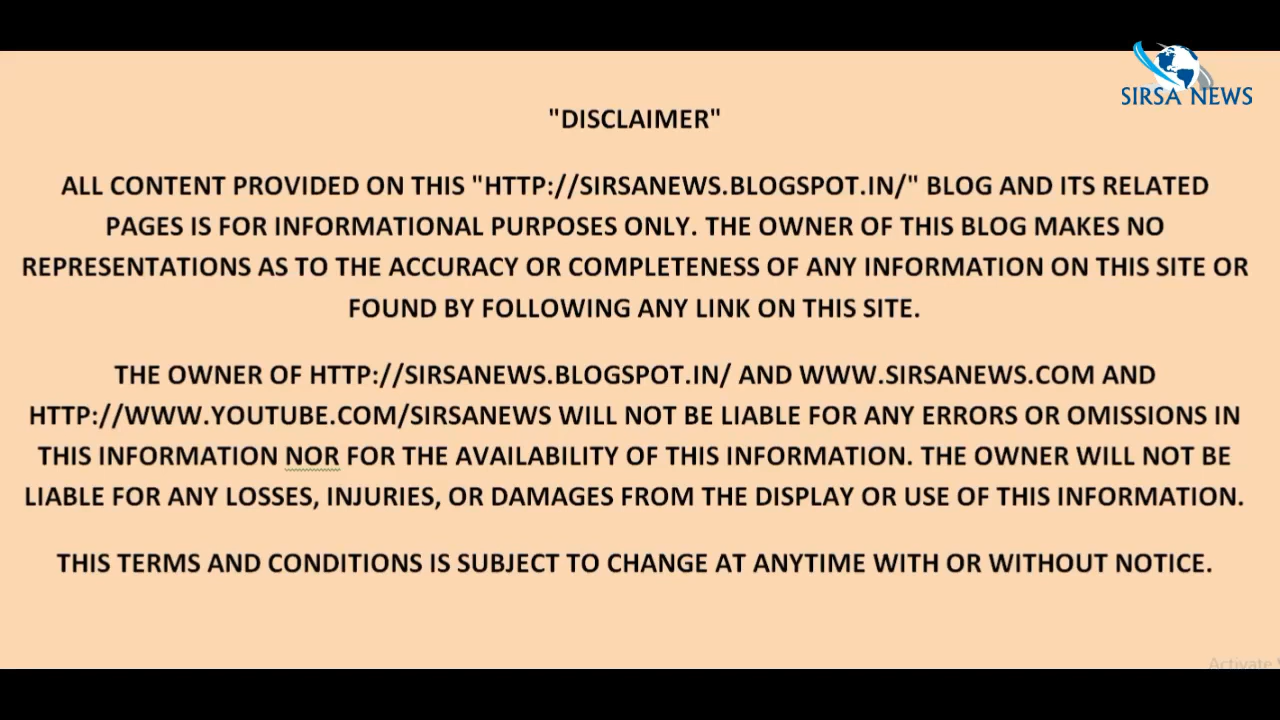 SIRSA NEWS
"DISCLAIMER"
ALL CONTENT PROVIDED ON THIS "HTTP://SIRSANEWS.BLOGSPOT.IN/" BLOG AND ITS RELATED
PAGES IS FOR INFORMATIONAL PURPOSES ONLY. THE OWNER OF THIS BLOG MAKES NO
REPRESENTATIONS AS TO THE ACCURACY OR COMPLETENESS OF ANY INFORMATION ON THIS SITE OR
FOUND BY FOLLOWING ANY LINK ON THIS SITE.
THE OWNER OF HTTP://SIRSANEWS.BLOGSPOT.IN/ AND WWW.SIRSANEWS.COM AND
HTTP://WWW.YOUTUBE.COM/SIRSANEWS WILL NOT BE LIABLE FOR ANY ERRORS OR OMISSIONS IN
THIS INFORMATION NOR FOR THE AVAILABILITY OF THIS INFORMATION. THE OWNER WILL NOT BE
LIABLE FOR ANY LOSSES, INJURIES, OR DAMAGES FROM THE DISPLAY OR USE OF THIS INFORMATION.
THIS TERMS AND CONDITIONS IS SUBJECT TO CHANGE AT ANYTIME WITH OR WITHOUT NOTICE.
Activate